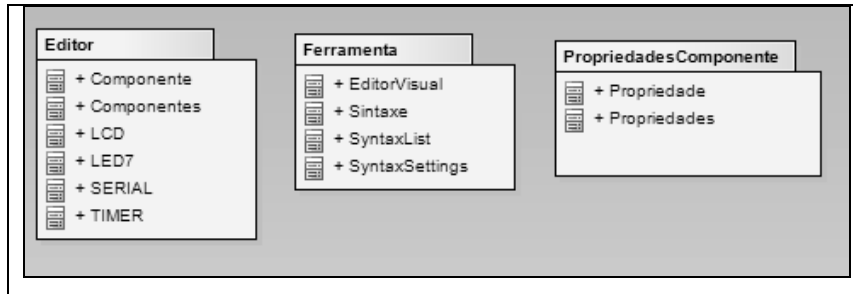 Editor
+ Componente
+ Componentes
+ LCD
+ LED7
+ SERIAL
+ TIMER
Ferramenta
+ EditorVisual
+ Sintaxe
+ SyntaxList
+ SyntaxSettings
PropriedadesComponente
+ Propriedade
+ Propriedades